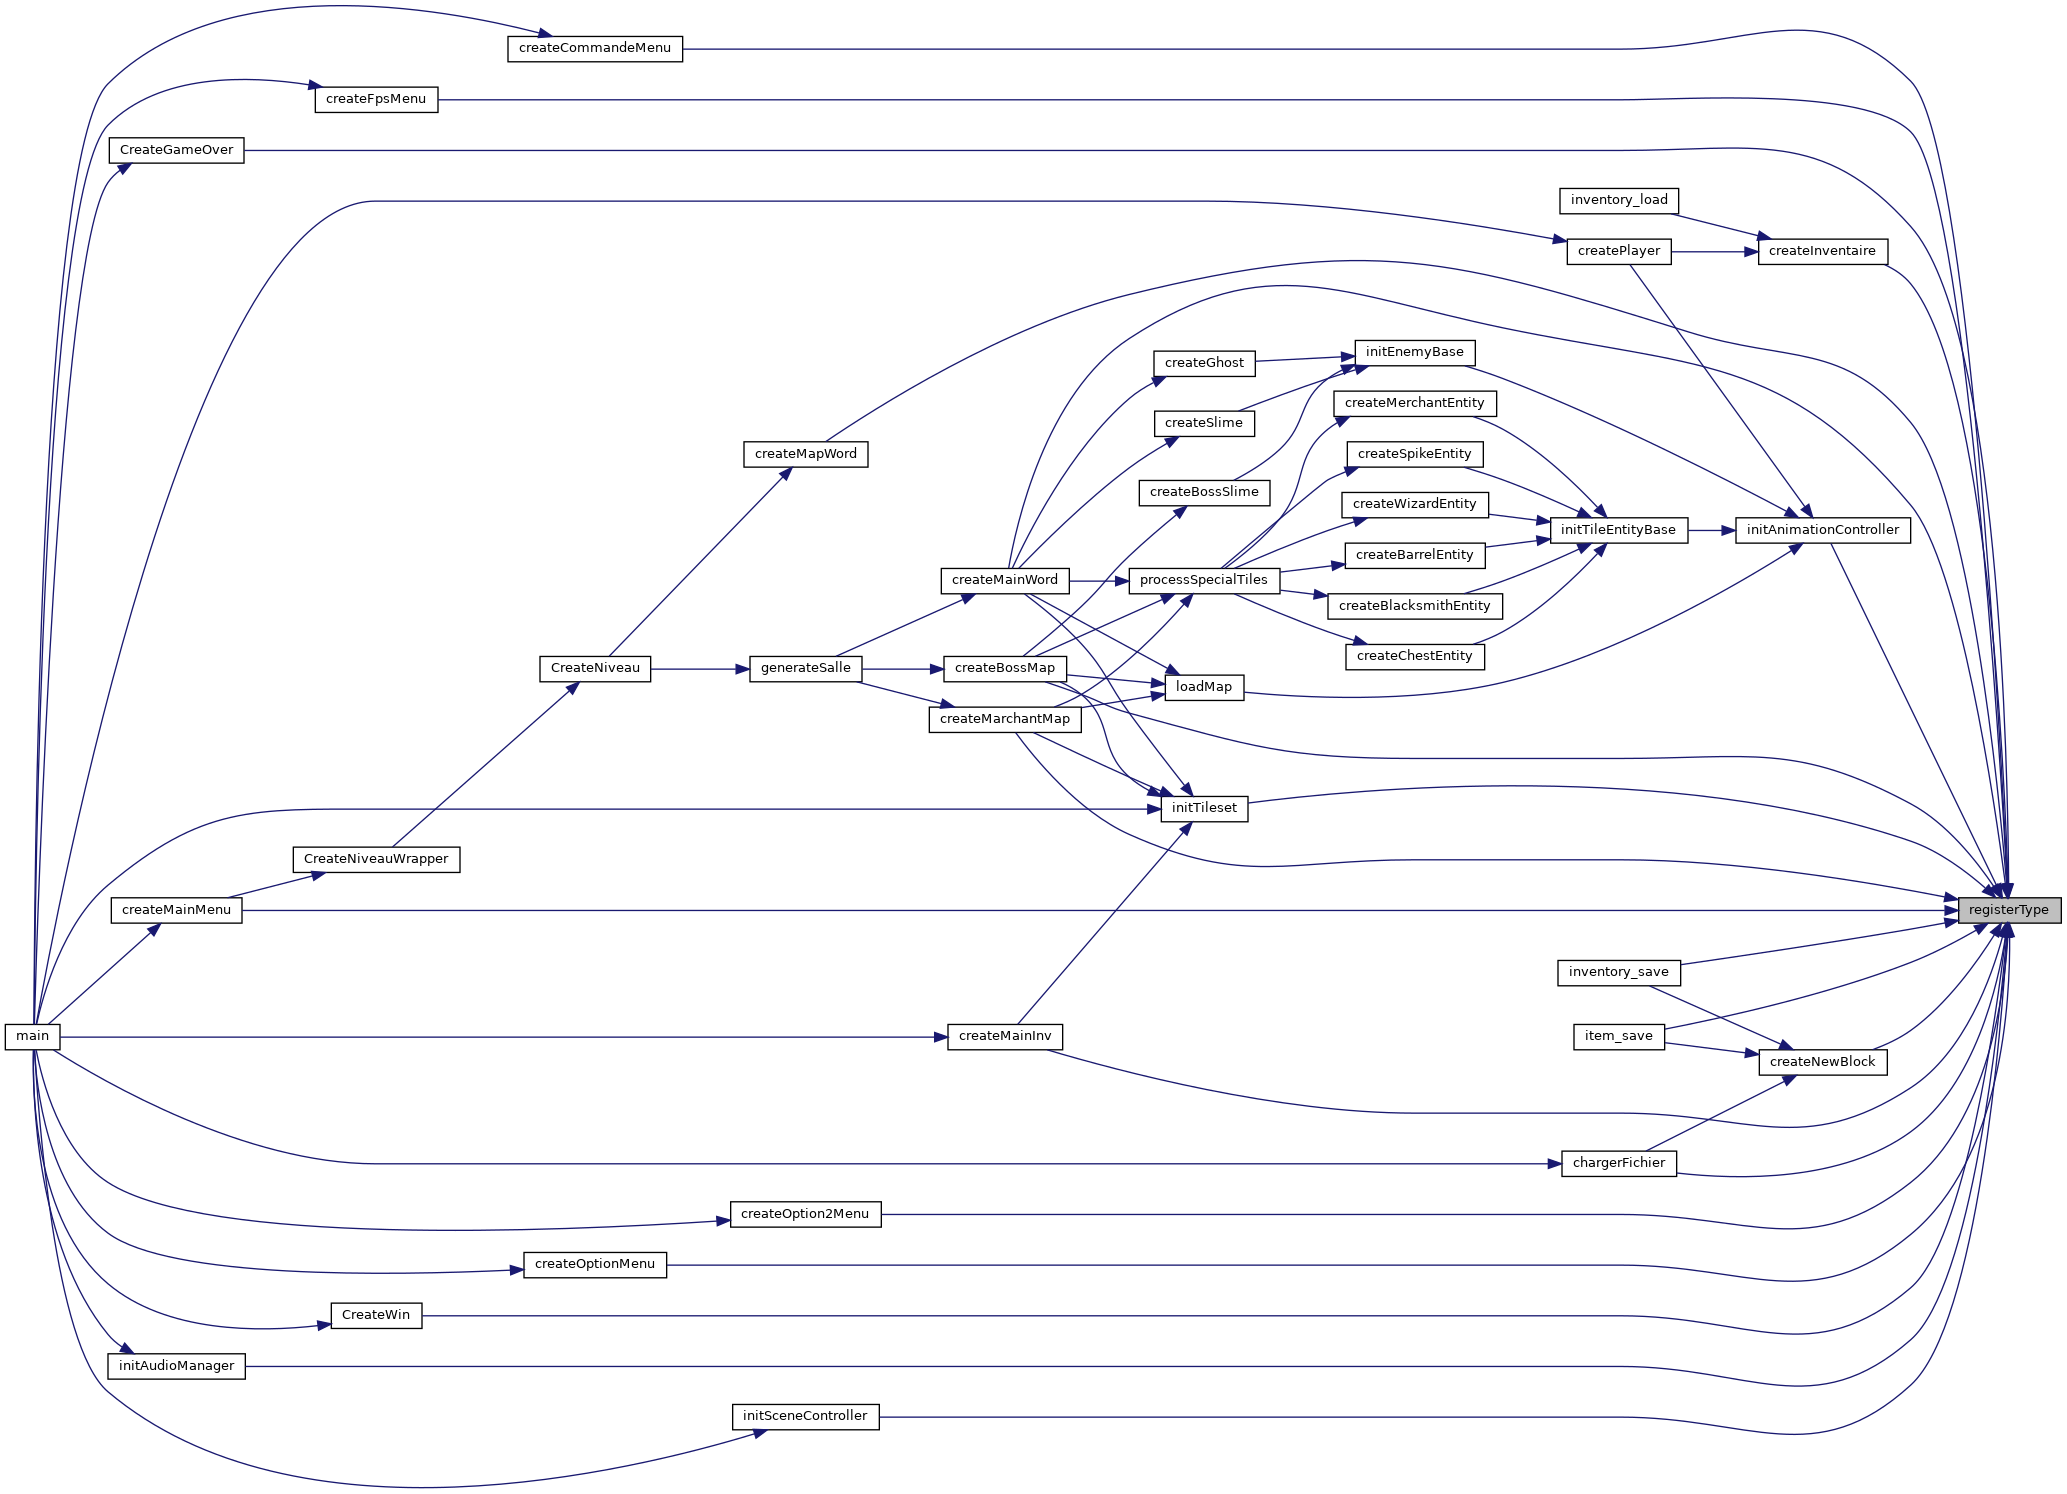 createCommandeMenu
createFpsMenu
CreateGameOver
inventory_load
createPlayer
createInventaire
initEnemyBase
createGhost
createMerchantEntity
createSlime
createMapWord
createSpikeEntity
createBossSlime
createWizardEntity
initTileEntityBase
initAnimationController
createBarrelEntity
createMainWord
processSpecialTiles
createBlacksmithEntity
createChestEntity
CreateNiveau
generateSalle
createBossMap
loadMap
createMarchantMap
initTileset
CreateNiveauWrapper
createMainMenu
registerType
inventory_save
main
createMainInv
item_save
createNewBlock
chargerFichier
createOption2Menu
createOptionMenu
CreateWin
initAudioManager
initSceneController